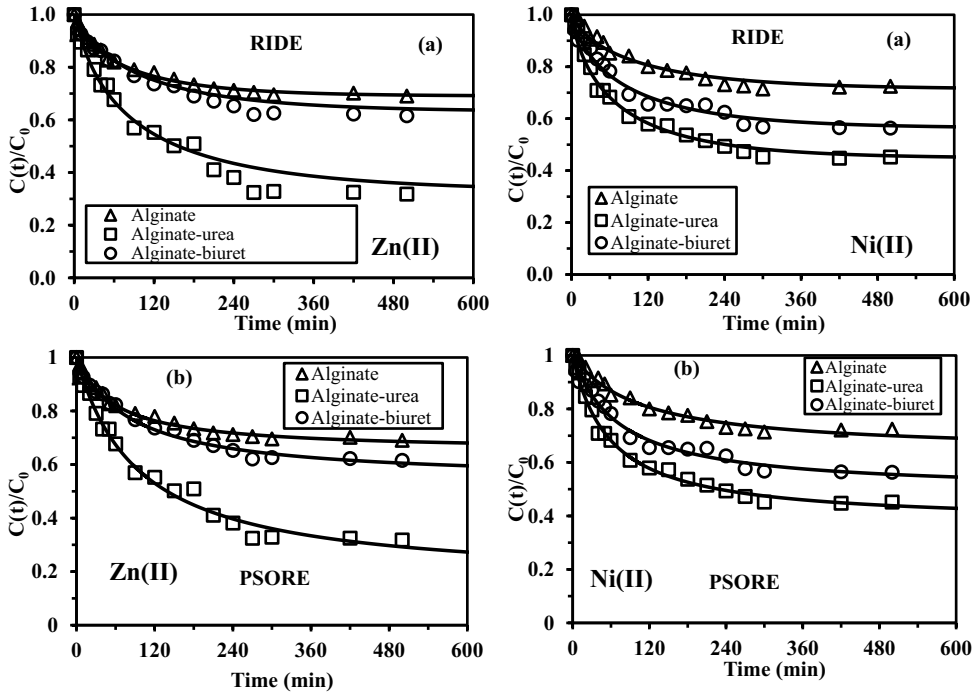 1.0
0.8
0.6
0.4
0.2
0.0
C(t)/C0
RIDE
(a)
Alginate
Alginate-urea
Alginate-biuret
Zn(II)
0 120 240 360 480 600
Time (min)
1.0
0.8
0.6
0.4
0.2
0.0
C(t)/C0
RIDE
(a)
Alginate
Alginate-urea
Alginate-biuret
Ni(II)
0 120 240 360 480 600
Time (min)
1
0.8
0.6
0.4
0.2
0
C(t)/C0
(b)
Alginate
Alginate-urea
Alginate-biuret
Zn(II)
PSORE
0 120 240 360 480 600
Time (min)
1
0.8
0.6
0.4
0.2
0
C(t)/C0
(b)
Alginate
Alginate-urea
Alginate-biuret
Ni(II)
PSORE
0 120 240 360 480 600
Time (min)